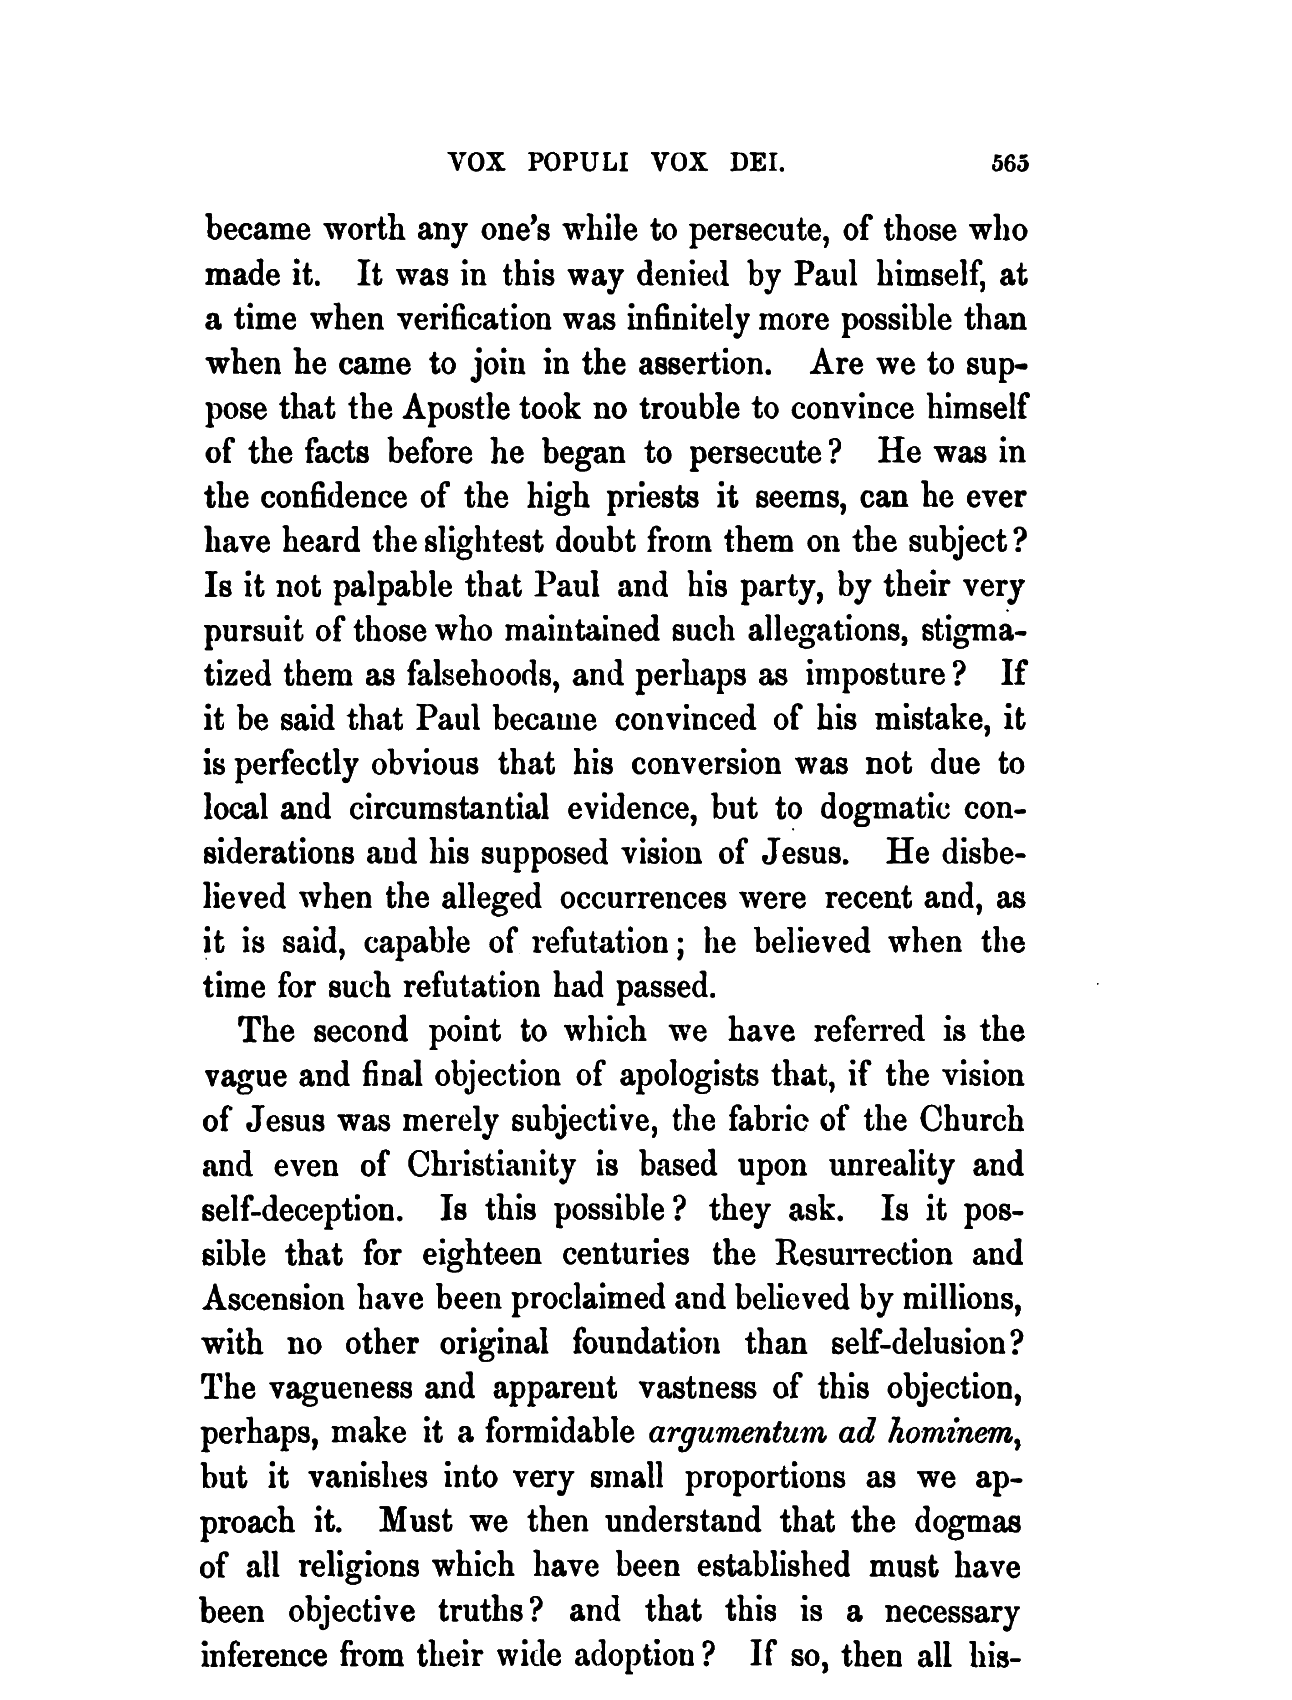 VOX POPULI VOX DEI. 565
became worth any one's while to persecute, of those who
made it. It was in this way denied by Paul himself, at
a time when verification was infinitely more possible than
when he came to join in the assertion. Are we to sup-
pose that the Apostle took no trouble to convince himself
of the facts before he began to persecute? He was in
the confidence of the high priests it seems, can he ever
have heard the slightest doubt from them on the subject?
Is it not palpable that Paul and his party, by their very
pursuit of those who maintained such allegations, stigma-
tized them as falsehoods, and perhaps as imposture? If
it be said that Paul became convinced of his mistake, it
is perfectly obvious that his conversion was not due to
local and circumstantial evidence, but to dogmatic con-
siderations and his supposed vision of Jesus. He disbe-
lieved when the alleged occurrences were recent and, as
it is said, capable of refutation; he believed when the
time for such refutation had passed.
The second point to which we have referred is the
vague and final objection of apologists that, if the vision
of Jesus was merely subjective, the fabric of the Church
and even of Christianity is based upon unreality and
self-deception. Is this possible? they ask. Is it pos-
sible that for eighteen centuries the Resurrection and
Ascension have been proclaimed and believed by millions,
with no other original foundation than self-delusion?
The vagueness and apparent vastness of this objection,
perhaps, make it a formidable argumentum ad hominem,
but it vanishes into very small proportions as we ap-
proach it. Must we then understand that the dogmas
of all religions which have been established must have
been objective truths? and that this is a necessary
inference from their wide adoption? If so, then all his-